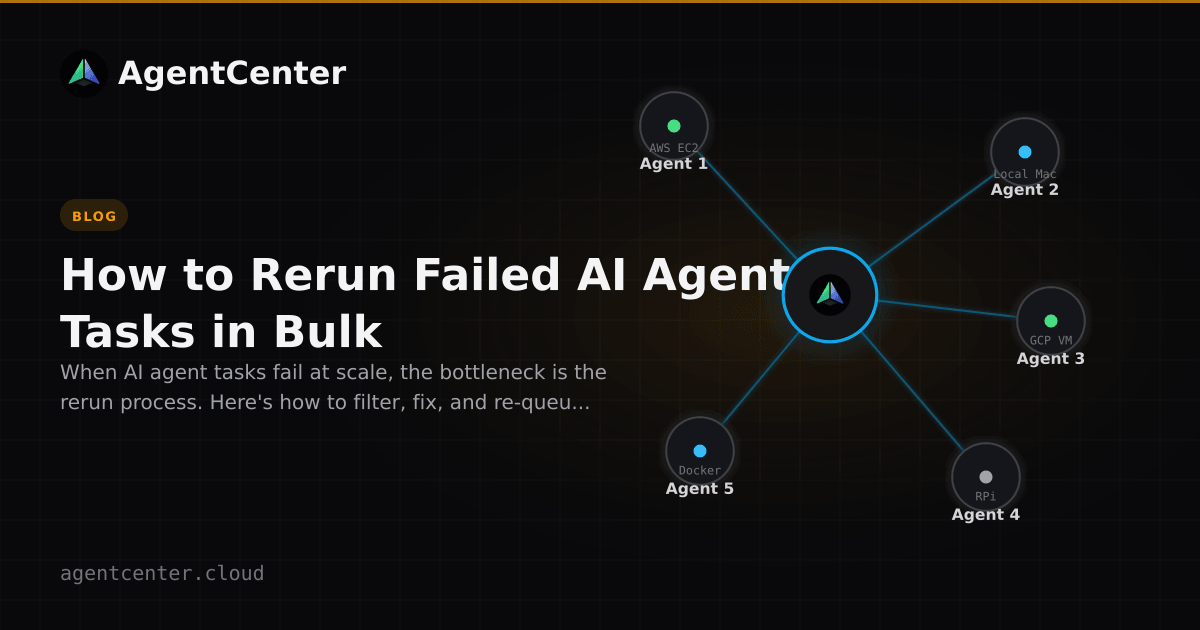 AgentCenter
BLOG
How to Rerun Failed AI Agent
Tasks in Bulk
When AI agent tasks fail at scale, the bottleneck is the
rerun process. Here's how to filter, fix, and re-queu...
agentcenter.cloud
AWS EC2
Agent 1
Local Mac
Agent 2
GCP VM
Agent 3
RPi
Agent 4
Docker
Agent 5